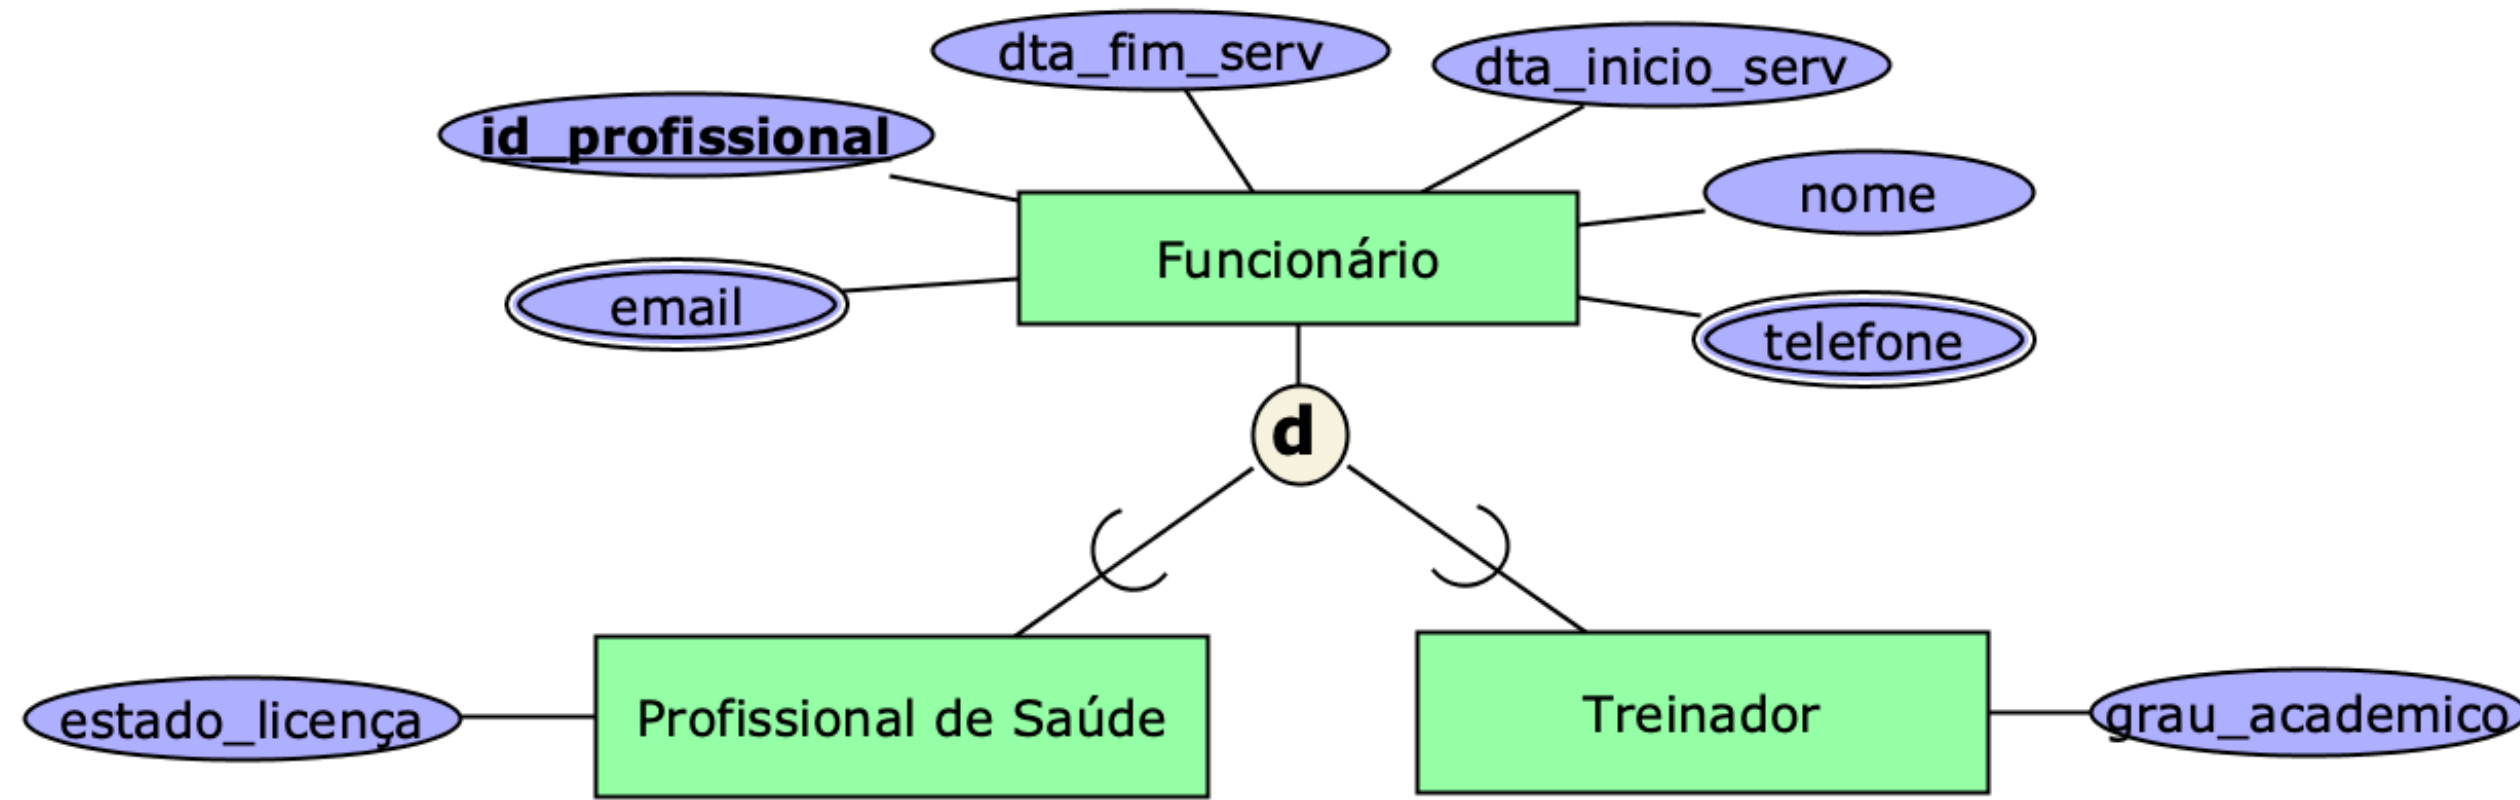 dta_fim_serv
dta_inicio_serv
id_profissional
nome
Funcionário
email
telefone
d
estado_licença
Profissional de Saúde
Treinador
grau_academico